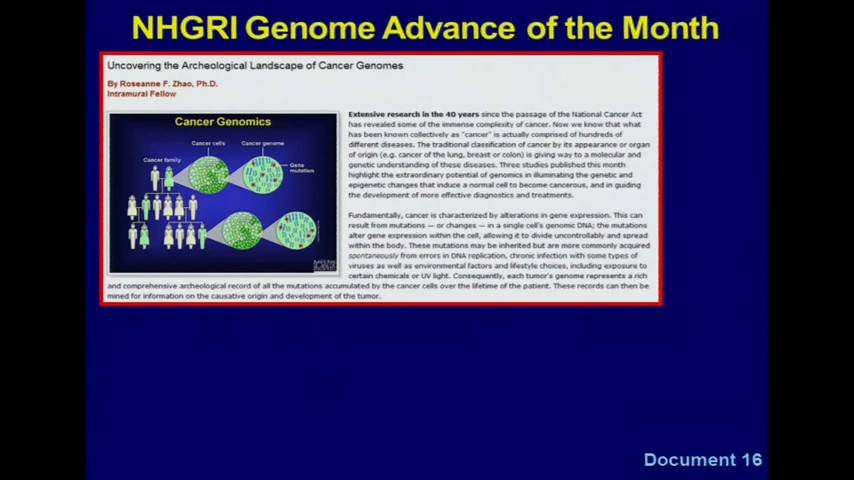 NHGRI Genome Advance of the Month
Uncovering the Archeological Landscape of Cancer Genomes
By Roseanne F. Zhao, Ph.D.
Intramural Fellow
Cancer Genomics
Cancer cells
Cancer genome
Cancer family
Gene
mutation
Extensive research in the 40 years since the passage of the National Cancer Act
has revealed some of the immense complexity of cancer. Now we know that what
has been known collectively as "cancer" is actually comprised of hundreds of
different diseases. The traditional classification of cancer by its appearance or organ
of origin (e.g. cancer of the lung, breast or colon) is giving way to a molecular and
genetic understanding of these diseases. Three studies published this month
highlight the extraordinary potential of genomics in illuminating the genetic and
epigenetic changes that induce a normal cell to become cancerous, and in guiding
the development of more effective diagnostics and treatments.
Fundamentally, cancer is characterized by alterations in gene expression. This can
result from mutations — or changes — in a single cell's genomic DNA; the mutations
alter gene expression within the cell, allowing it to divide uncontrollably and spread
within the body. These mutations may be inherited but are more commonly acquired
spontaneously from errors in DNA replication, chronic infection with some types of
viruses as well as environmental factors and lifestyle choices, including exposure to
certain chemicals or UV light. Consequently, each tumor's genome represents a rich
and comprehensive archeological record of all the mutations accumulated by the cancer cells over the lifetime of the patient. These records can then be
mined for information on the causative origin and development of the tumor.
Document 16